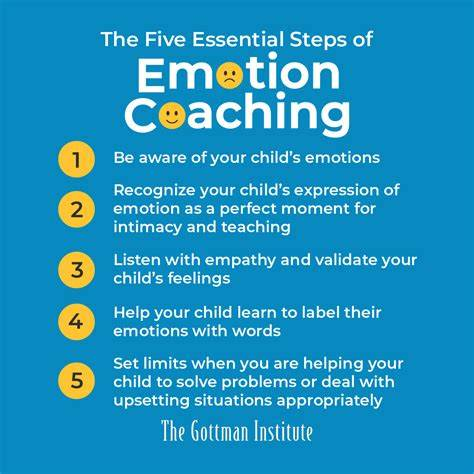 The Five Essential Steps of
Emotion
Coaching
1 Be aware of your child's emotions
2 Recognize your child's expression of
emotion as a perfect moment for
intimacy and teaching
3 Listen with empathy and validate your
child's feelings
4 Help your child learn to label their
emotions with words
5 Set limits when you are helping your
child to solve problems or deal with
upsetting situations appropriately
The Gottman Institute